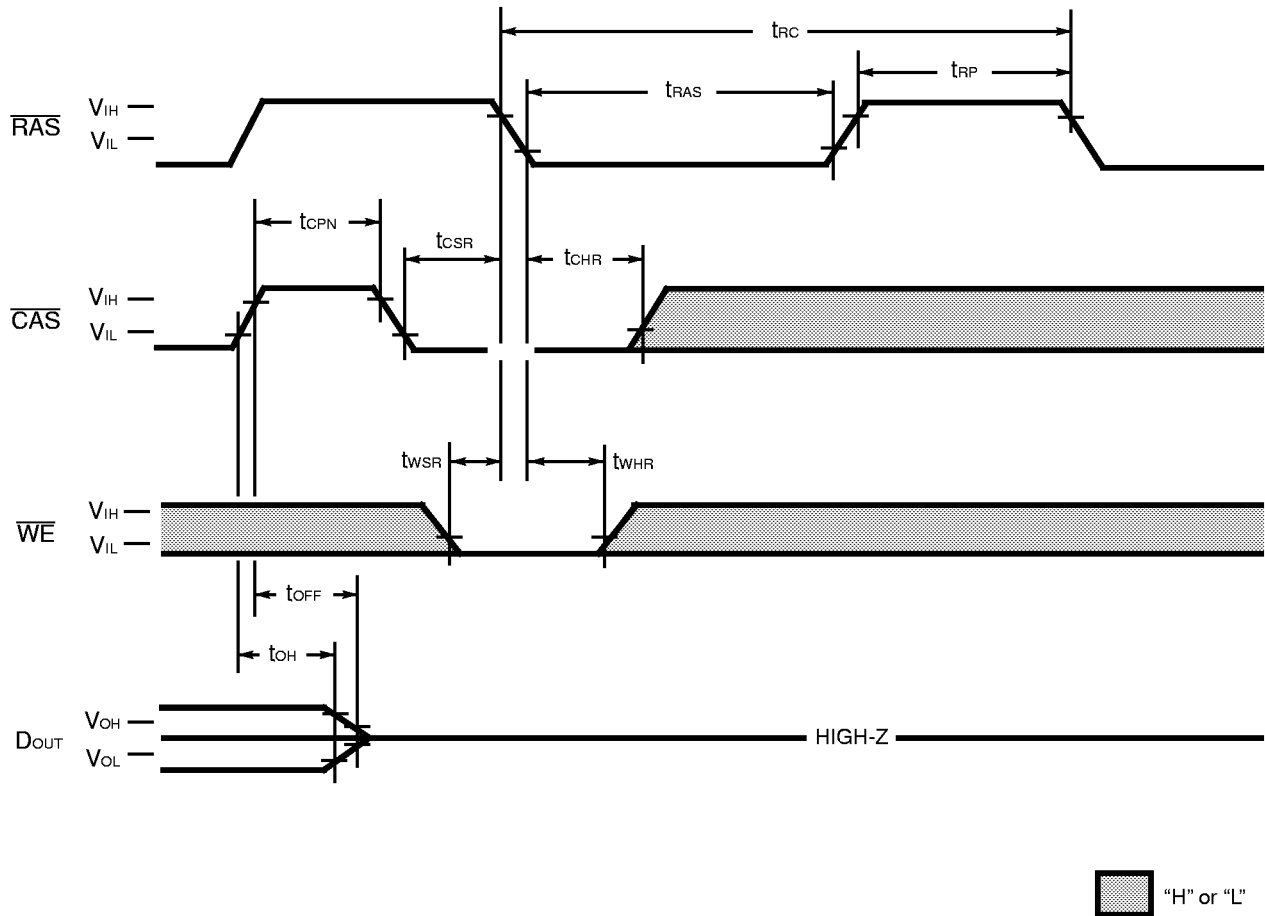 tRC
tRP
tRAS
RAS
VIH
VIL
tCPN
tCSR
tCHR
CAS
VIH
VIL
tWSR
tWHR
WE
VIH
VIL
tOFF
tOH
DOUT
VOH
VOL
HIGH-Z
“H” or “L”